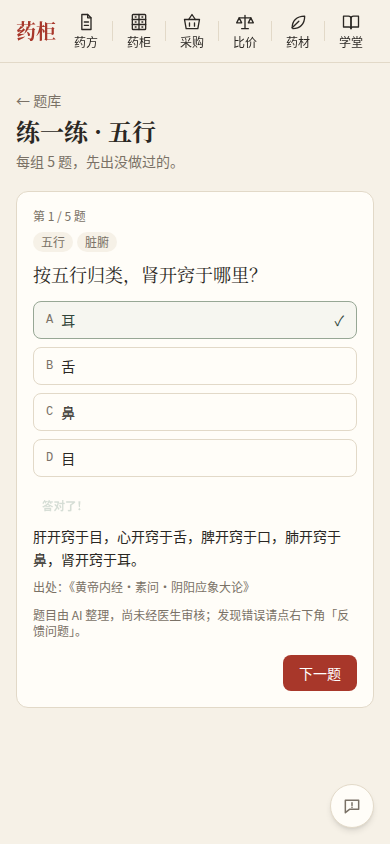 药柜
药方
药柜
采购
比价
药材
学堂
← 题库
练一练 · 五行
每组 5 题，先出没做过的。
第 1 / 5 题
五行 脏腑
按五行归类，肾开窍于哪里？
A 耳 ✓
B 舌
C 鼻
D 目
答对了！
肝开窍于目，心开窍于舌，脾开窍于口，肺开窍于
鼻，肾开窍于耳。
出处：《黄帝内经・素问・阴阳应象大论》
题目由 AI 整理，尚未经医生审核；发现错误请点右下角「反
馈问题」。
下一题